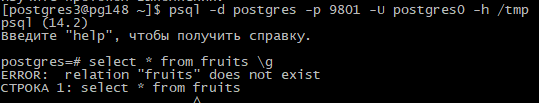 [postgres3@pg148 ~]$ psql -d postgres -p 9801 -U postgres0 -h /tmp
psql (14.2)
Введите "help", чтобы получить справку.
postgres=# select * from fruits \g
ERROR:  relation "fruits" does not exist
СТРОКА 1: select * from fruits
^